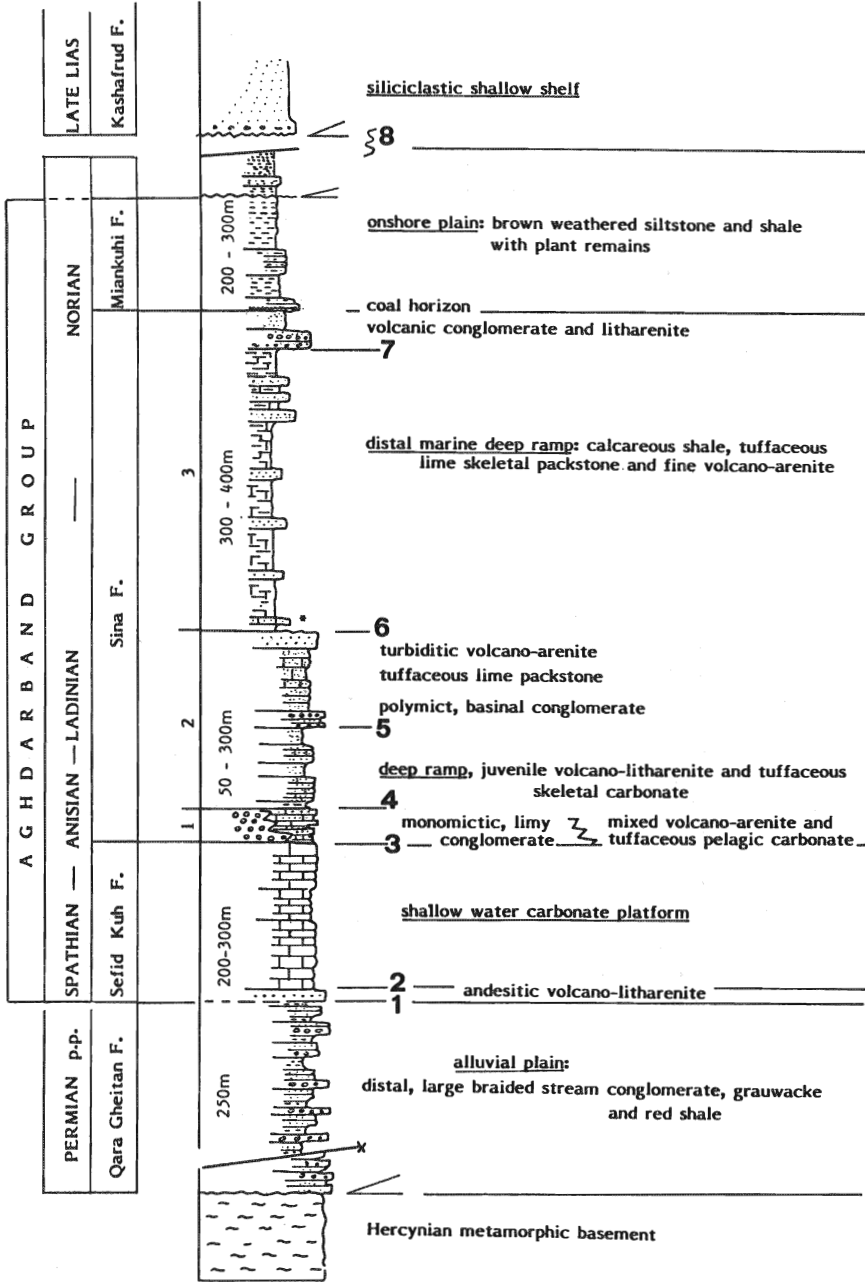 LATE LIAS
Kashafrud F.
siliciclastic shallow shelf
8
Miankuhi F.
200 - 300m
onshore plain: brown weathered siltstone and shale
with plant remains
NORIAN
coal horizon
volcanic conglomerate and litharenite
7
AGHDARBAND GROUP
3
300 - 400m
distal marine deep ramp: calcareous shale, tuffaceous
lime skeletal packstone and fine volcano-arenite
Sina F.
6
turbiditic volcano-arenite
tuffaceous lime packstone
polymict, basinal conglomerate
5
2
50 - 300m
SPATHIAN — ANISIAN — LADINIAN
deep ramp, juvenile volcano-litharenite and tuffaceous
skeletal carbonate
4
1
monomictic, limy
conglomerate
mixed volcano-arenite and
tuffaceous pelagic carbonate
3
Sefid Kuh F.
200-300m
shallow water carbonate platform
2
andesitic volcano-litharenite
1
PERMIAN p-p.
Qara Gheitan F.
250m
alluvial plain:
distal, large braided stream conglomerate, grauwacke
and red shale
x
Hercynian metamorphic basement